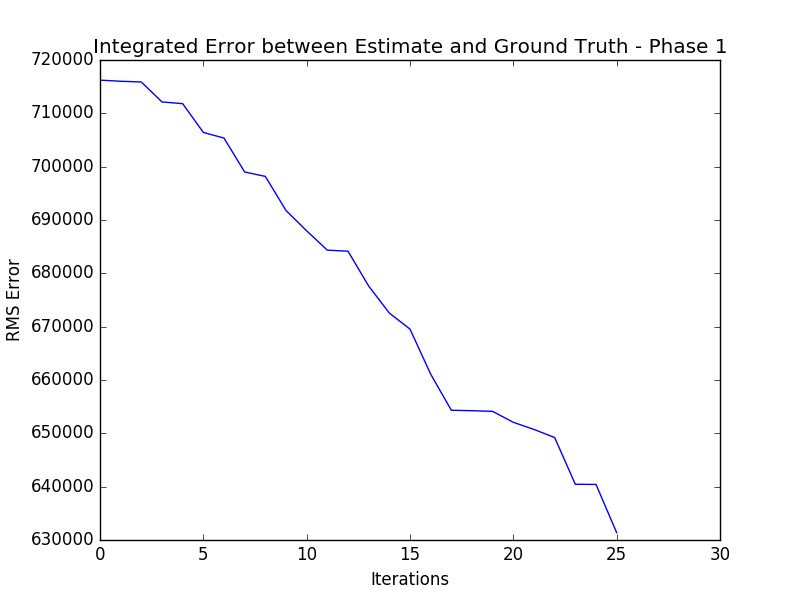 Integrated Error between Estimate and Ground Truth - Phase 1
720000
710000
700000
690000
680000
670000
660000
650000
640000
630000
RMS Error
0 5 10 15 20 25 30
Iterations